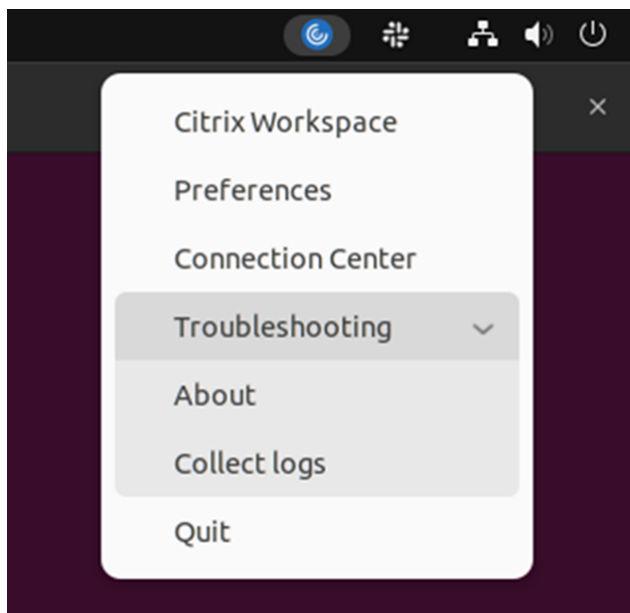 Citrix Workspace
Preferences
Connection Center
Troubleshooting
About
Collect logs
Quit